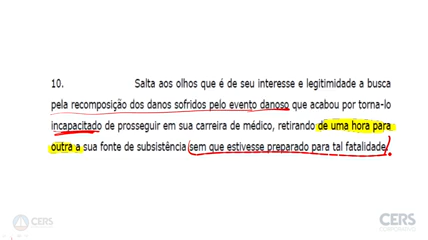 10. Salta aos olhos que é de seu interesse e legitimidade a busca
pela recomposição dos danos sofridos pelo evento danoso que acabou por torna-lo
incapacitado de prosseguir em sua carreira de médico, retirando de uma hora para
outra a sua fonte de subsistência sem que estivesse preparado para tal fatalidade.
CERS
CERS